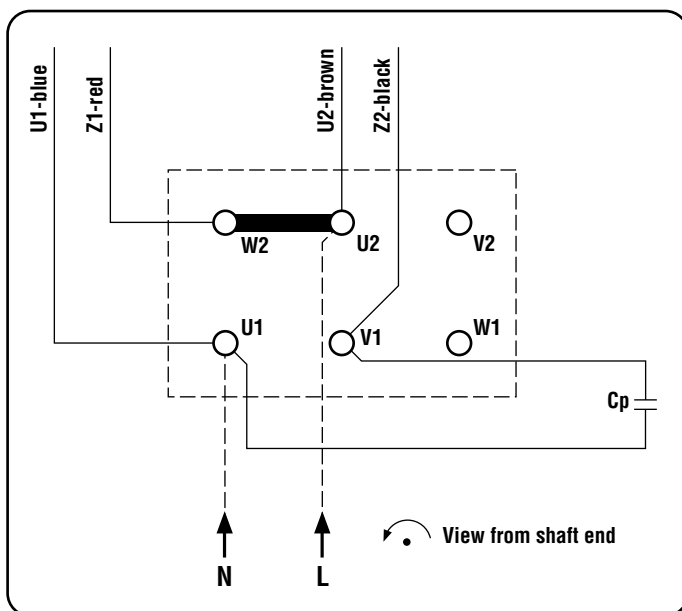 U1-blue
Z1-red
U2-brown
Z2-black
W2
U2
V2
U1
V1
W1
Cp
View from shaft end
N
L